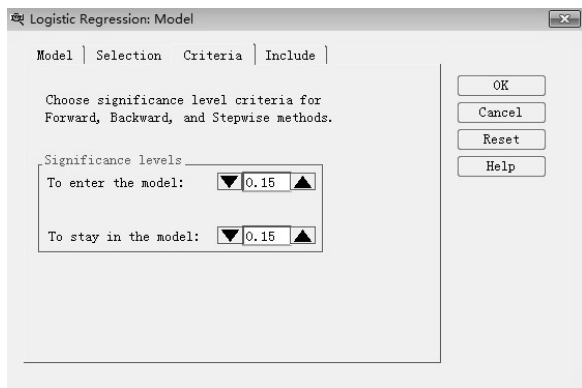 Logistic Regression: Model
Model Selection Criteria Include
Choose significance level criteria for
Forward, Backward, and Stepwise methods.
Significance levels
To enter the model: 0.15
To stay in the model: 0.15
OK
Cancel
Reset
Help